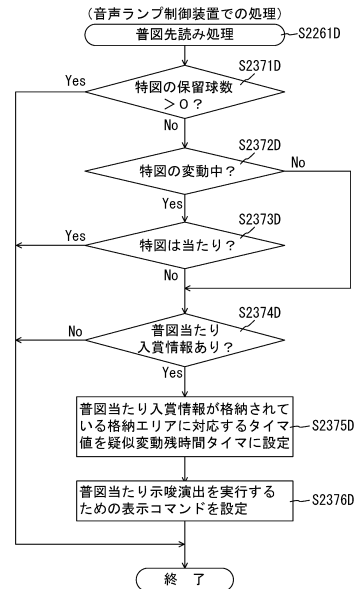 (音声ランプ制御装置での処理)
普図先読み処理
S2261D
S2371D
Yes
特図の保留球数
>0?
No
S2372D
特図の変動中?
No
Yes
S2373D
Yes
特図は当たり?
No
S2374D
No
普図当たり
入賞情報あり?
Yes
普図当たり入賞情報が格納されて
いる格納エリアに対応するタイマ
値を疑似変動残時間タイマに設定
S2375D
普図当たり示唆演出を実行する
ための表示コマンドを設定
S2376D
終 了